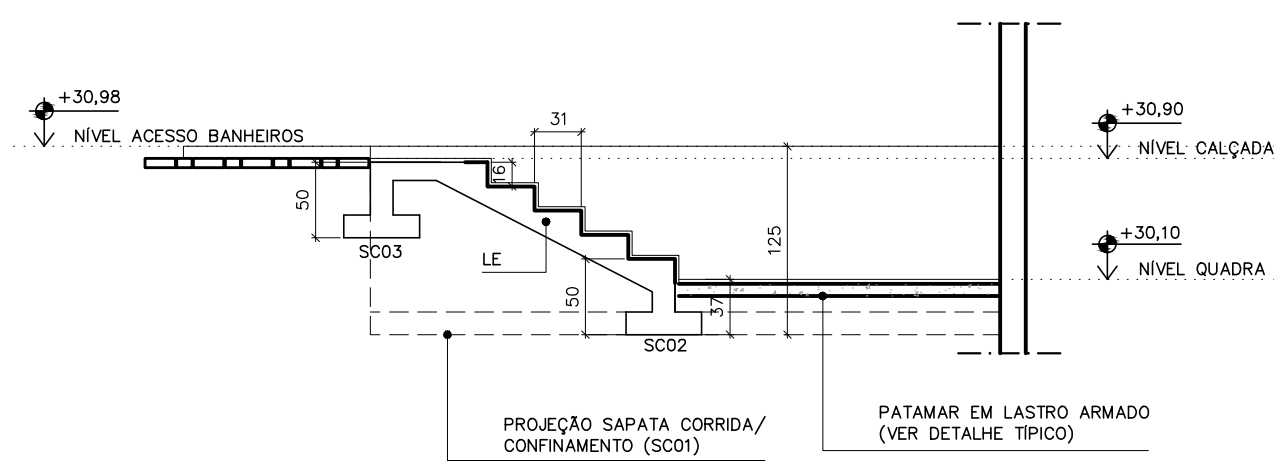 +30,98
NÍVEL ACESSO BANHEIROS
31
+30,90
NÍVEL CALÇADA
16
50
SC03
LE
125
+30,10
NÍVEL QUADRA
50
37
SC02
PROJEÇÃO SAPATA CORRIDA/
CONFINAMENTO (SC01)
PATAMAR EM LASTRO ARMADO
(VER DETALHE TÍPICO)